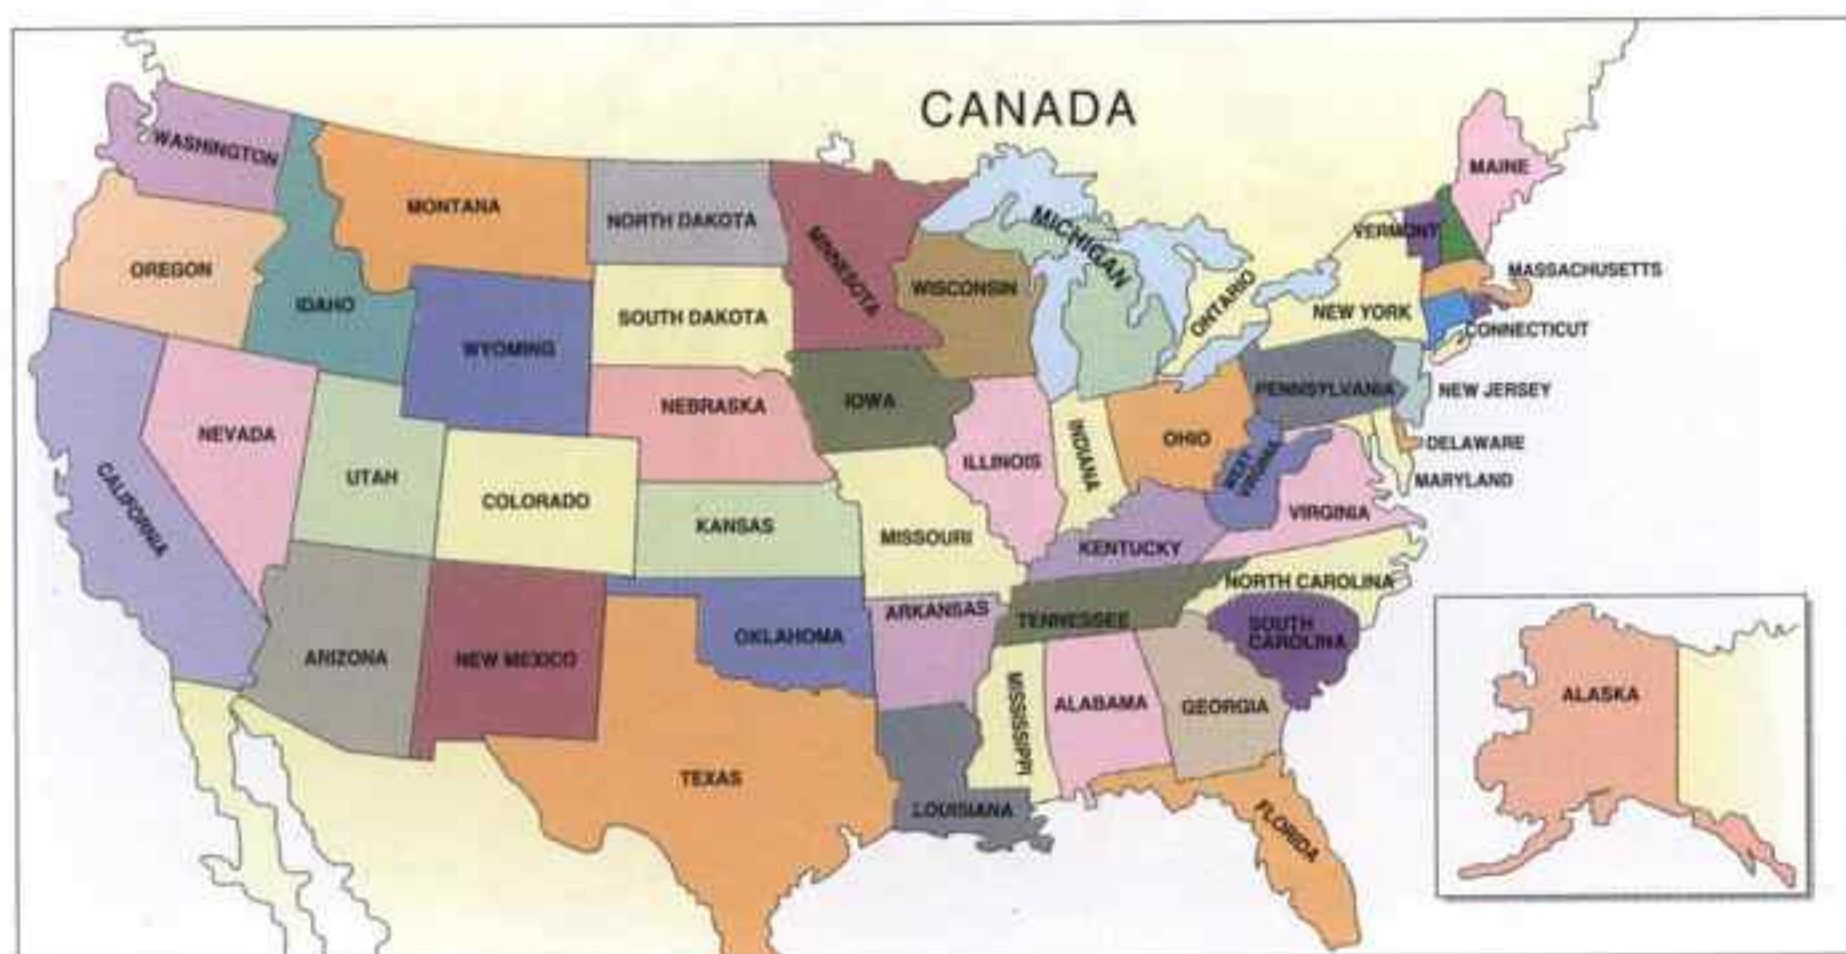 CANADA
WASHINGTON
MAINE
MONTANA
NORTH DAKOTA
MINNESOTA
MICHIGAN
VERMONT
OREGON
IDAHO
WISCONSIN
ONTARIO
MASSACHUSETTS
SOUTH DAKOTA
NEW YORK
CONNECTICUT
WYOMING
NEBRASKA
IOWA
PENNSYLVANIA
NEW JERSEY
NEVADA
UTAH
COLORADO
ILLINOIS
INDIANA
OHIO
WEST
VIRGINIA
DELAWARE
MARYLAND
CALIFORNIA
KANSAS
MISSOURI
KENTUCKY
VIRGINIA
NORTH CAROLINA
ARIZONA
NEW MEXICO
OKLAHOMA
ARKANSAS
TENNESSEE
SOUTH
CAROLINA
MISSISSIPPI
ALABAMA
GEORGIA
ALASKA
TEXAS
LOUISIANA
FLORIDA